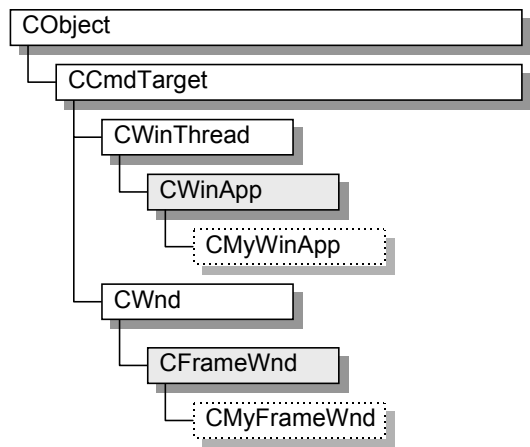 CObject
CCmdTarget
CWinThread
CWinApp
CMyWinApp
CWnd
CFrameWnd
CMyFrameWnd